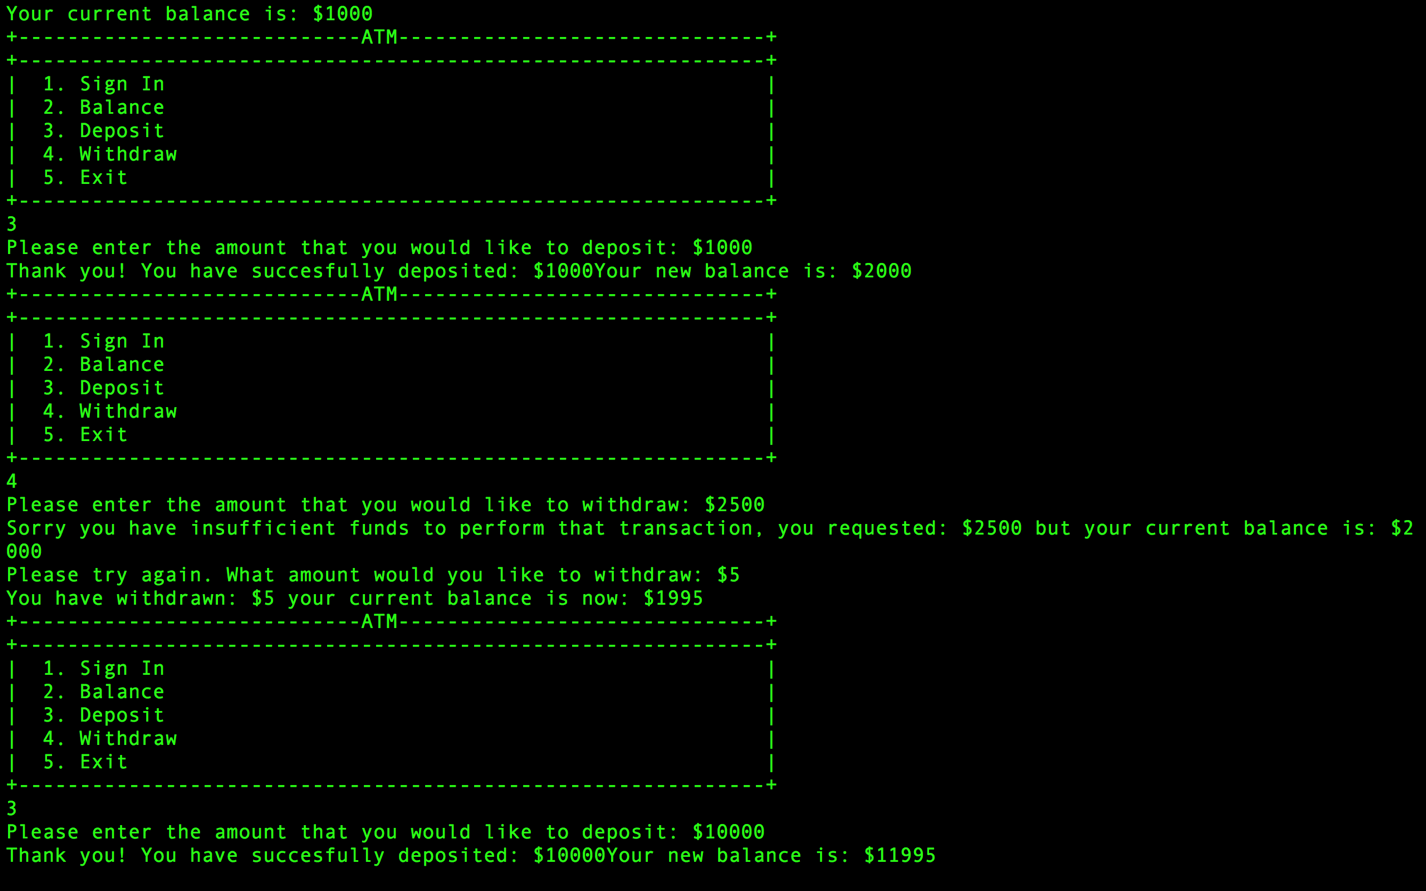 Your current balance is: $1000
+----------------------------ATM------------------------------+
+-------------------------------------------------------------+
|  1. Sign In                                                 |
|  2. Balance                                                 |
|  3. Deposit                                                 |
|  4. Withdraw                                                |
|  5. Exit                                                    |
+-------------------------------------------------------------+
3
Please enter the amount that you would like to deposit: $1000
Thank you! You have succesfully deposited: $1000Your new balance is: $2000
+----------------------------ATM------------------------------+
+-------------------------------------------------------------+
|  1. Sign In                                                 |
|  2. Balance                                                 |
|  3. Deposit                                                 |
|  4. Withdraw                                                |
|  5. Exit                                                    |
+-------------------------------------------------------------+
4
Please enter the amount that you would like to withdraw: $2500
Sorry you have insufficient funds to perform that transaction, you requested: $2500 but your current balance is: $2
000
Please try again. What amount would you like to withdraw: $5
You have withdrawn: $5 your current balance is now: $1995
+----------------------------ATM------------------------------+
+-------------------------------------------------------------+
|  1. Sign In                                                 |
|  2. Balance                                                 |
|  3. Deposit                                                 |
|  4. Withdraw                                                |
|  5. Exit                                                    |
+-------------------------------------------------------------+
3
Please enter the amount that you would like to deposit: $10000
Thank you! You have succesfully deposited: $10000Your new balance is: $11995